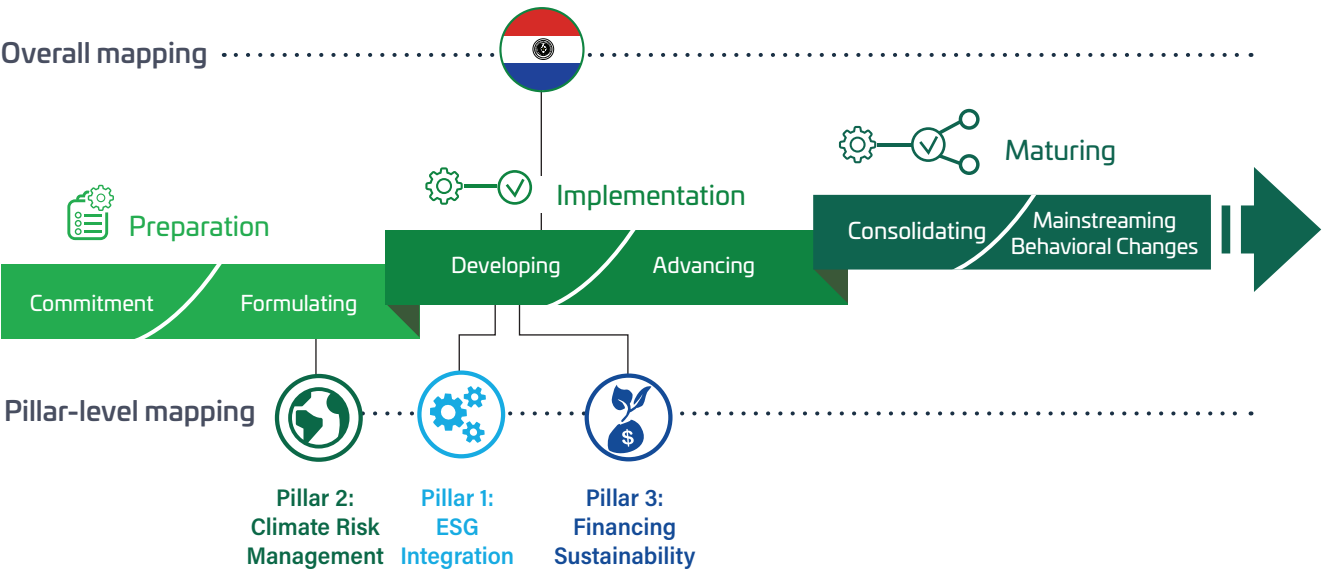 Overall mapping
Maturing
Implementation
Preparation
Consolidating
Mainstreaming
Behavioral Changes
Developing
Advancing
Commitment
Formulating
Pillar-level mapping
$
Pillar 2:
Climate Risk
Management
Pillar 1:
ESG
Integration
Pillar 3:
Financing
Sustainability